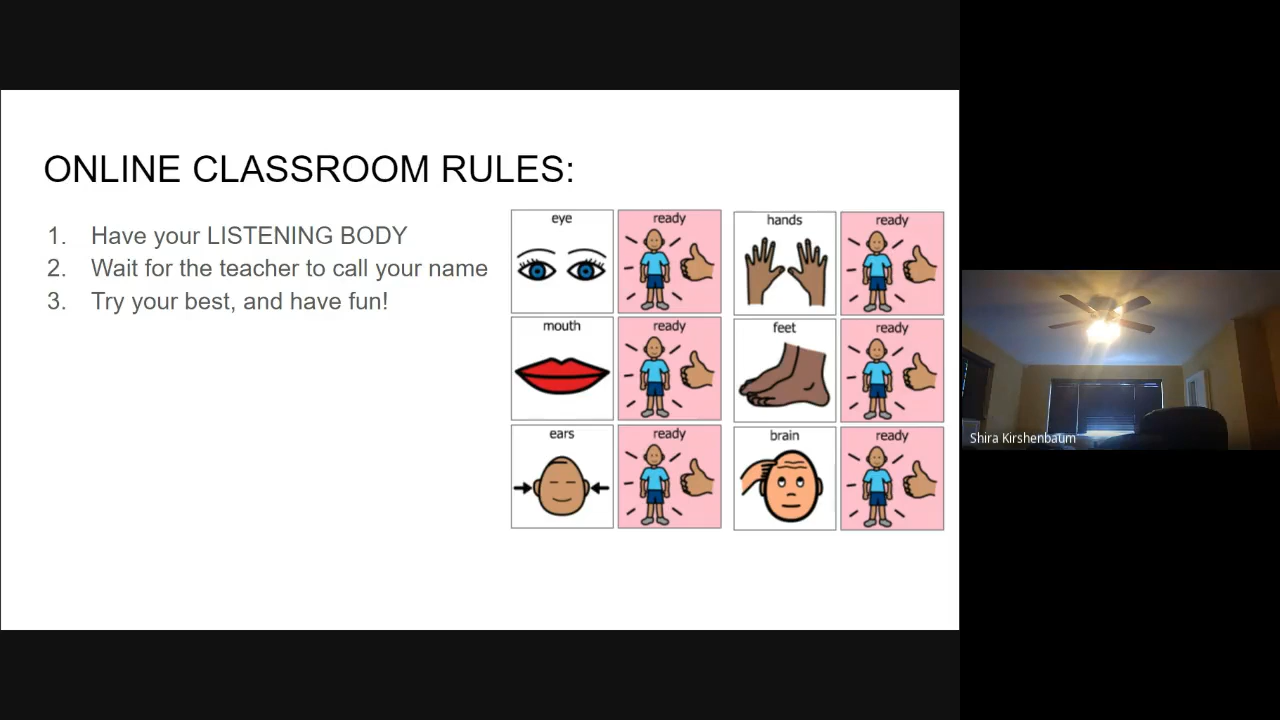 ONLINE CLASSROOM RULES:
1. Have your LISTENING BODY
2. Wait for the teacher to call your name
3. Try your best, and have fun!
eye ready hands ready
mouth ready feet ready
ears ready brain ready
Shira Kirshenbaum